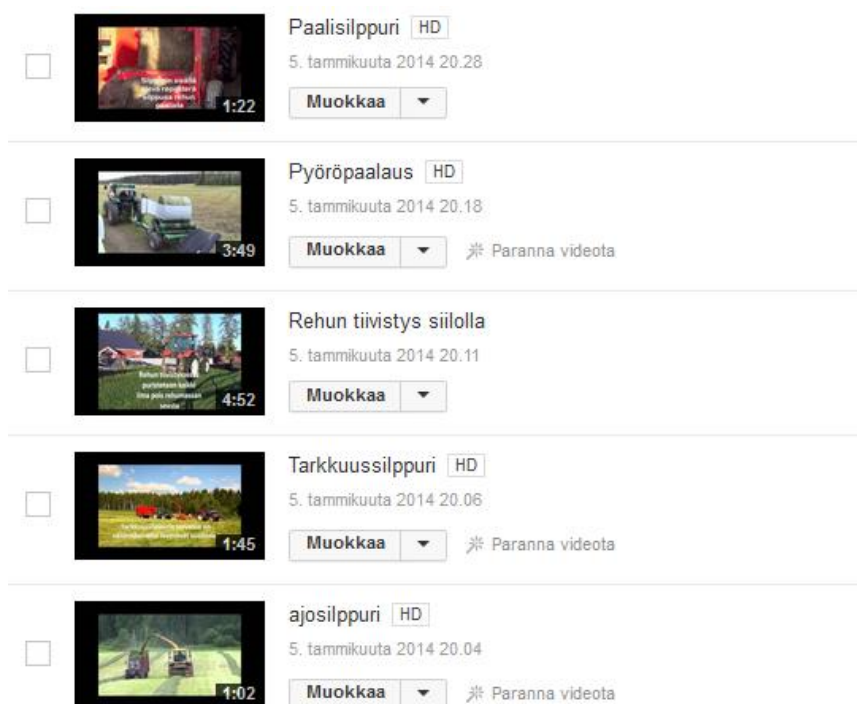 Paalisilppuri HD
5. tammikuuta 2014 20.28
Muokkaa
1:22
Pyöröpaalaus HD
5. tammikuuta 2014 20.18
Muokkaa
Paranna videota
3:49
Rehun tiivistys siilolla
5. tammikuuta 2014 20.11
Muokkaa
4:52
Tarkkuussilppuri HD
5. tammikuuta 2014 20.06
Muokkaa
Paranna videota
1:45
ajosilppuri HD
5. tammikuuta 2014 20.04
Muokkaa
Paranna videota
1:02